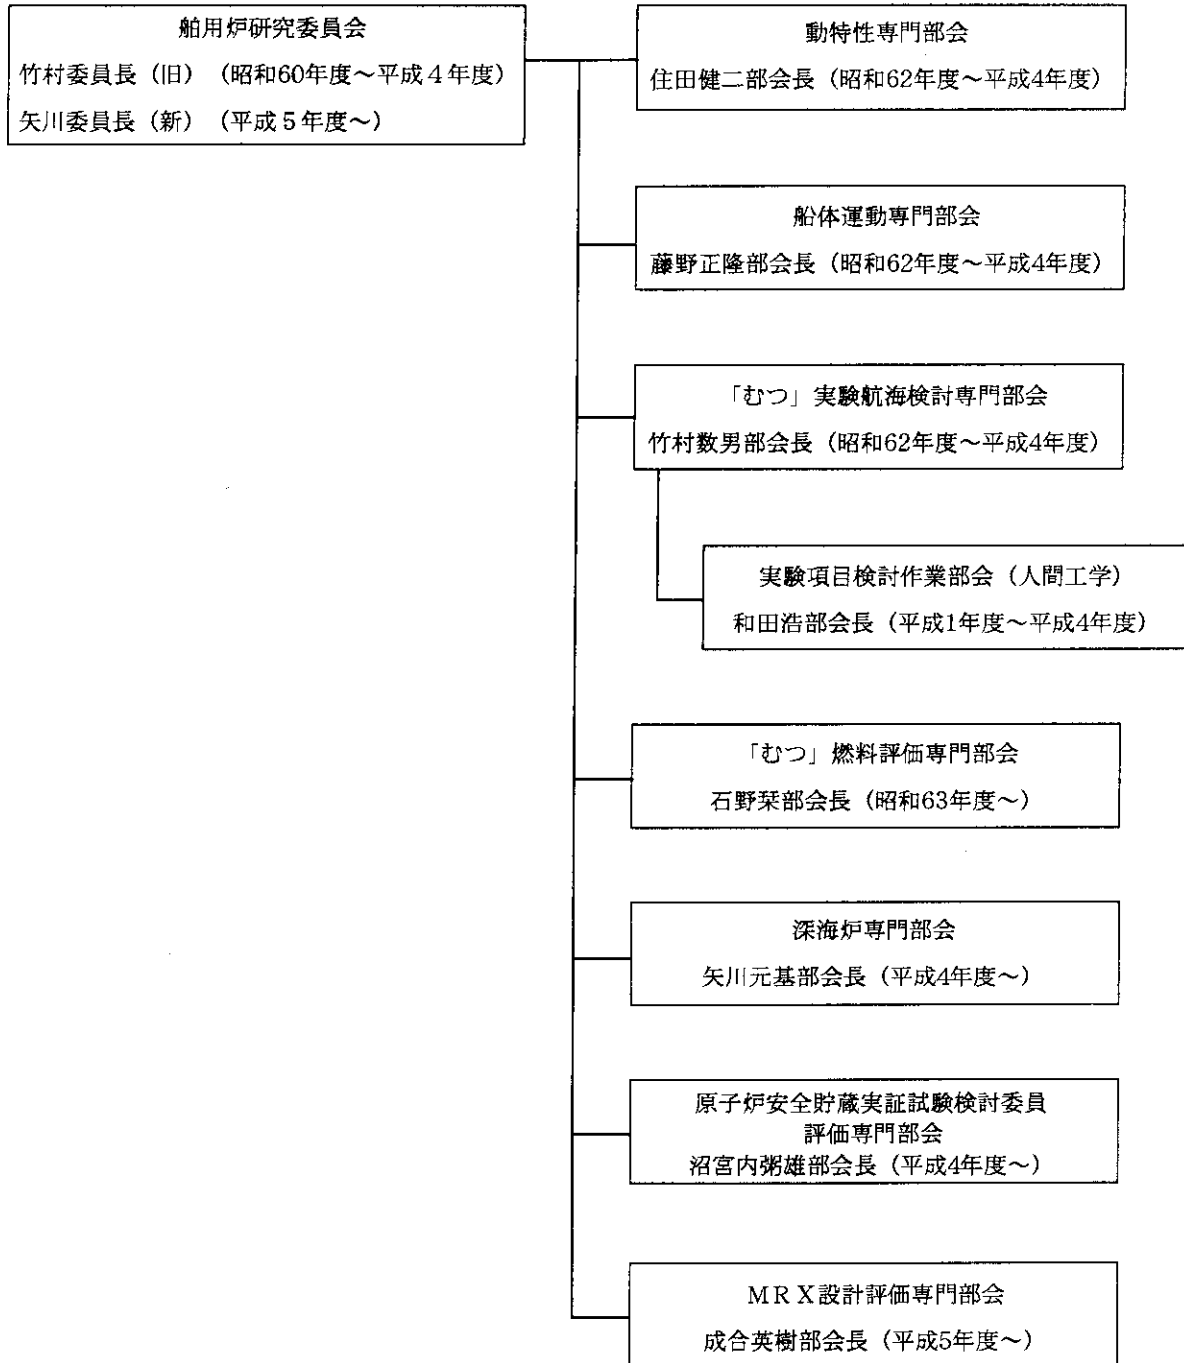 舶用炉研究委員会
竹村委員長（旧）（昭和60年度～平成４年度）
矢川委員長（新）（平成５年度～）
動特性専門部会
住田健二部会長（昭和62年度～平成4年度）
船体運動専門部会
藤野正隆部会長（昭和62年度～平成4年度）
「むつ」実験航海検討専門部会
竹村数男部会長（昭和62年度～平成4年度）
実験項目検討作業部会（人間工学）
和田浩部会長（平成1年度～平成4年度）
「むつ」燃料評価専門部会
石野栞部会長（昭和63年度～）
深海炉専門部会
矢川元基部会長（平成4年度～）
原子炉安全貯蔵実証試験検討委員
評価専門部会
沼宮内弼雄部会長（平成4年度～）
ＭＲＸ設計評価専門部会
成合英樹部会長（平成5年度～）